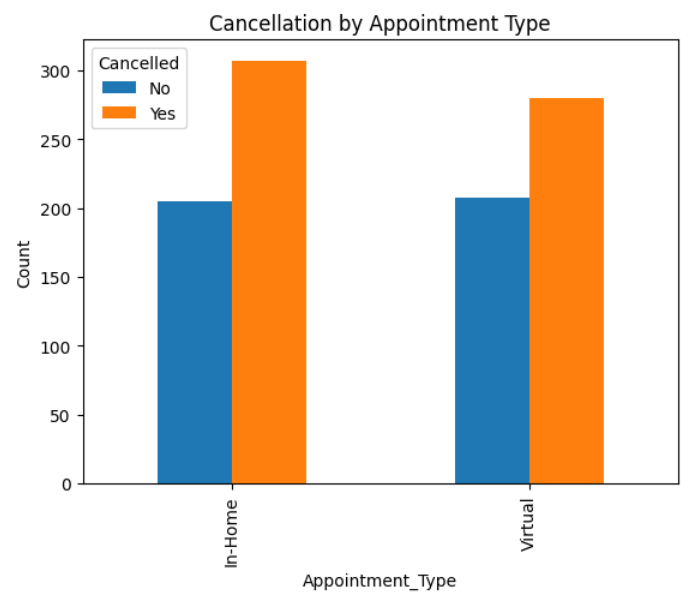 Cancellation by Appointment Type
Cancelled
No
Yes
300
250
200
150
100
50
0
Count
In-Home
Virtual
Appointment_Type